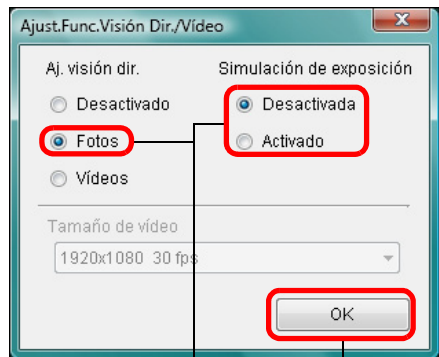 Ajust.Func.Visión Dir./Vídeo
Aj. visión dir.
Simulación de exposición
Desactivado
Desactivada
Fotos
Activado
Vídeos
Tamaño de vídeo
1920x1080 30 fps
OK